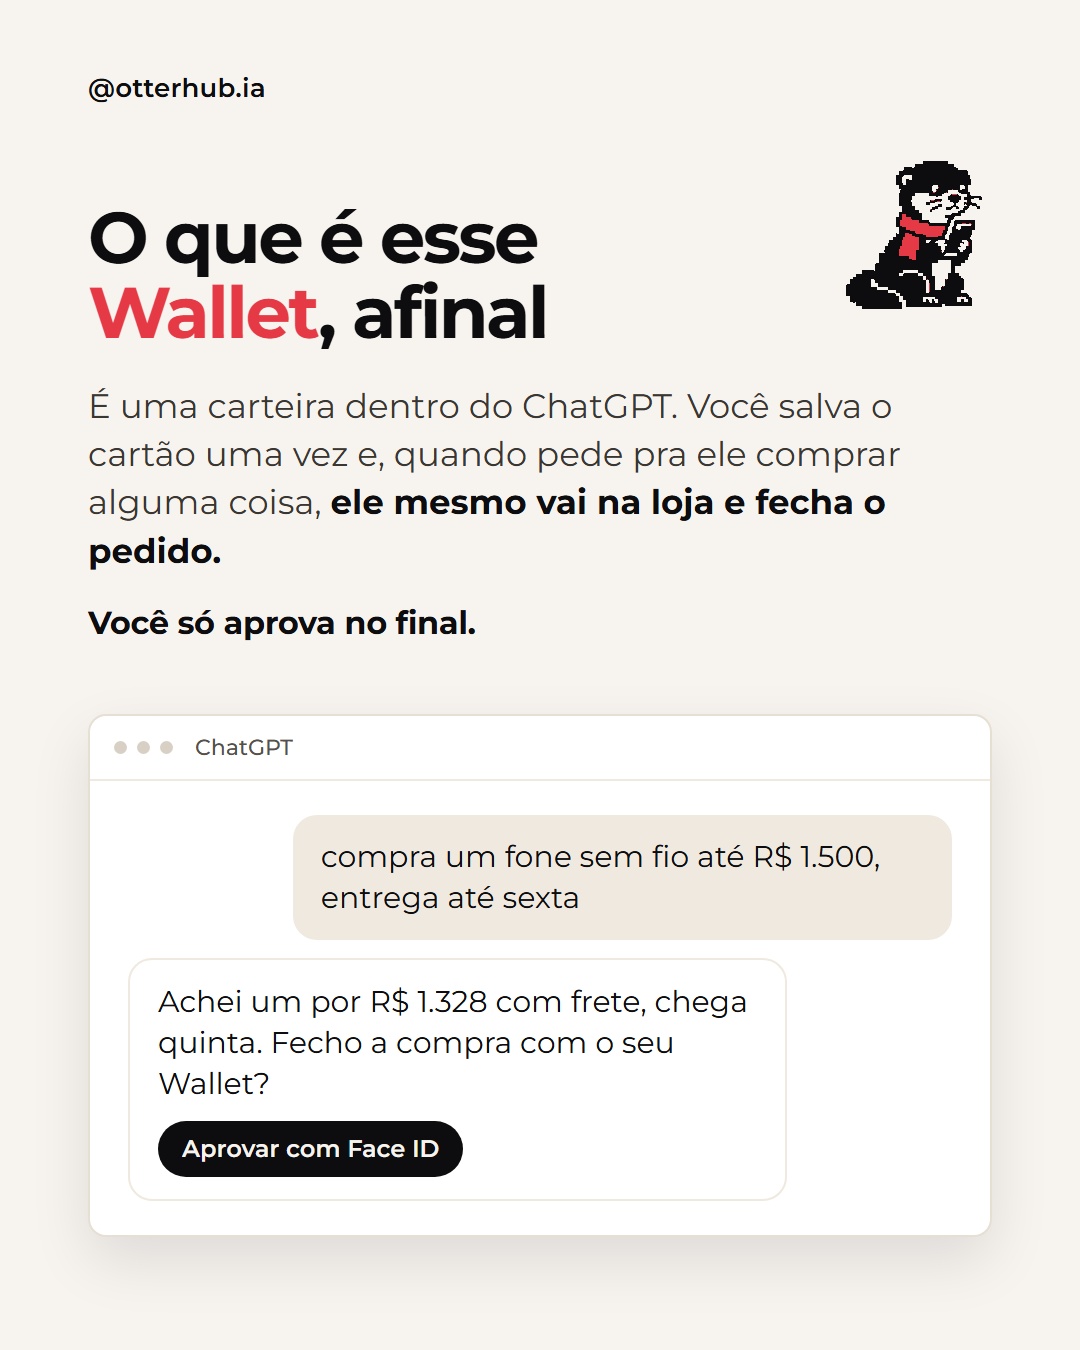 @otterhub.ia
O que é esse
Wallet, afinal
É uma carteira dentro do ChatGPT. Você salva o
cartão uma vez e, quando pede pra ele comprar
alguma coisa, ele mesmo vai na loja e fecha o
pedido.
Você só aprova no final.
ChatGPT
compra um fone sem fio até R$ 1.500,
entrega até sexta
Achei um por R$ 1.328 com frete, chega
quinta. Fecho a compra com o seu
Wallet?
Aprovar com Face ID